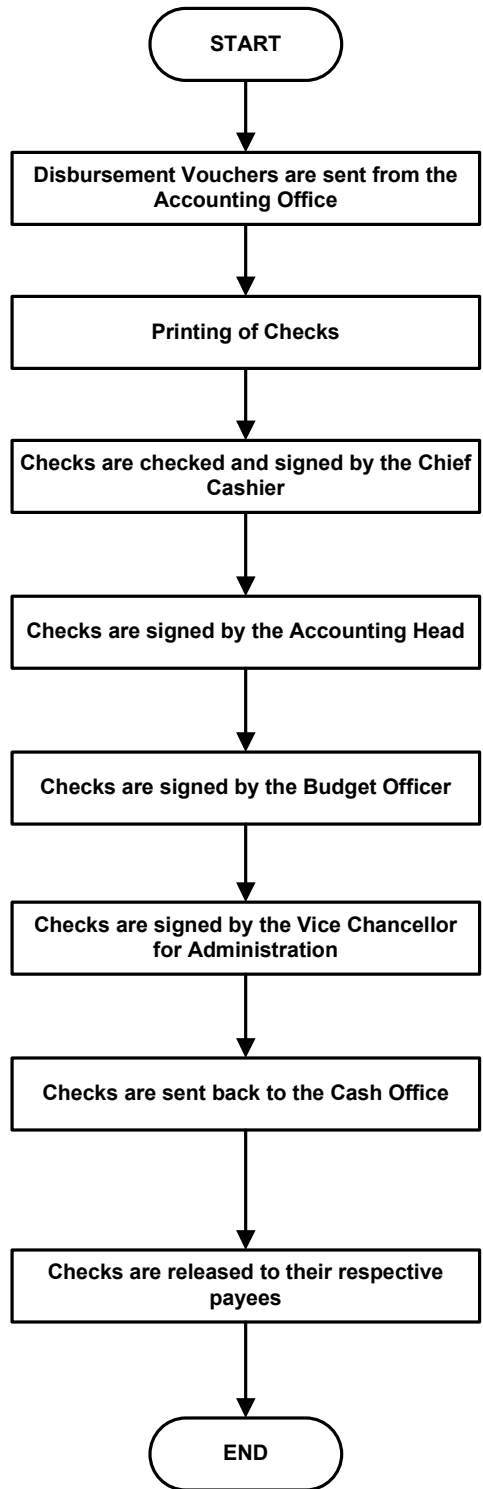 START
Disbursement Vouchers are sent from the
Accounting Office
Printing of Checks
Checks are checked and signed by the Chief
Cashier
Checks are signed by the Accounting Head
Checks are signed by the Budget Officer
Checks are signed by the Vice Chancellor
for Administration
Checks are sent back to the Cash Office
Checks are released to their respective
payees
END